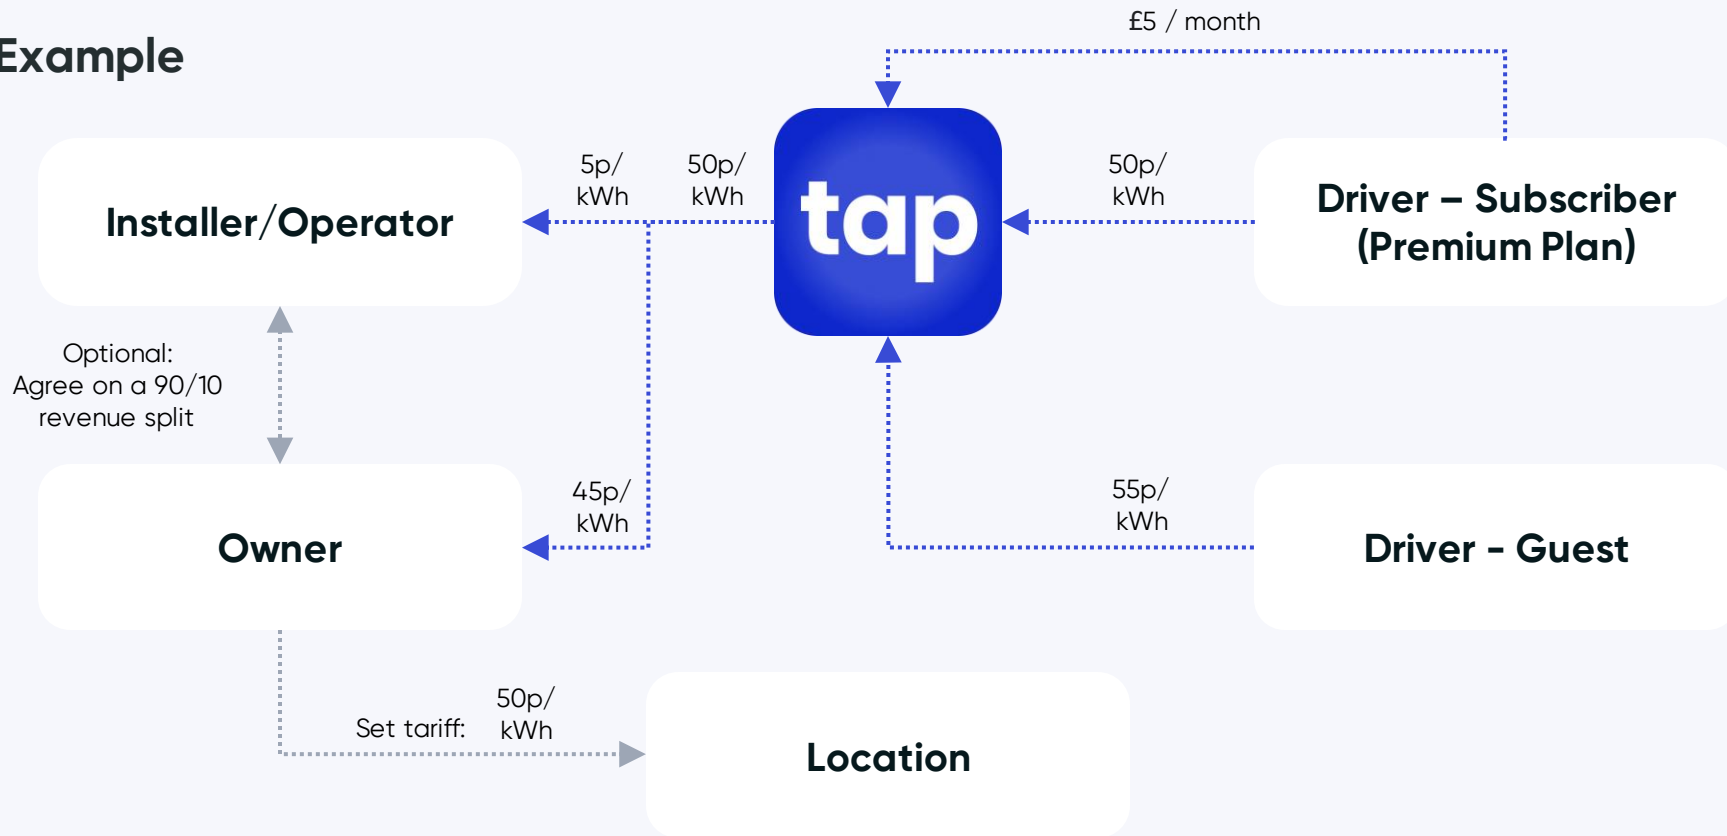 £5 / month
Example
5p/
kWh
50p/
kWh
50p/
kWh
Installer/Operator
tap
Driver – Subscriber
(Premium Plan)
Optional:
Agree on a 90/10
revenue split
45p/
kWh
55p/
kWh
Owner
Driver - Guest
Set tariff:
50p/
kWh
Location